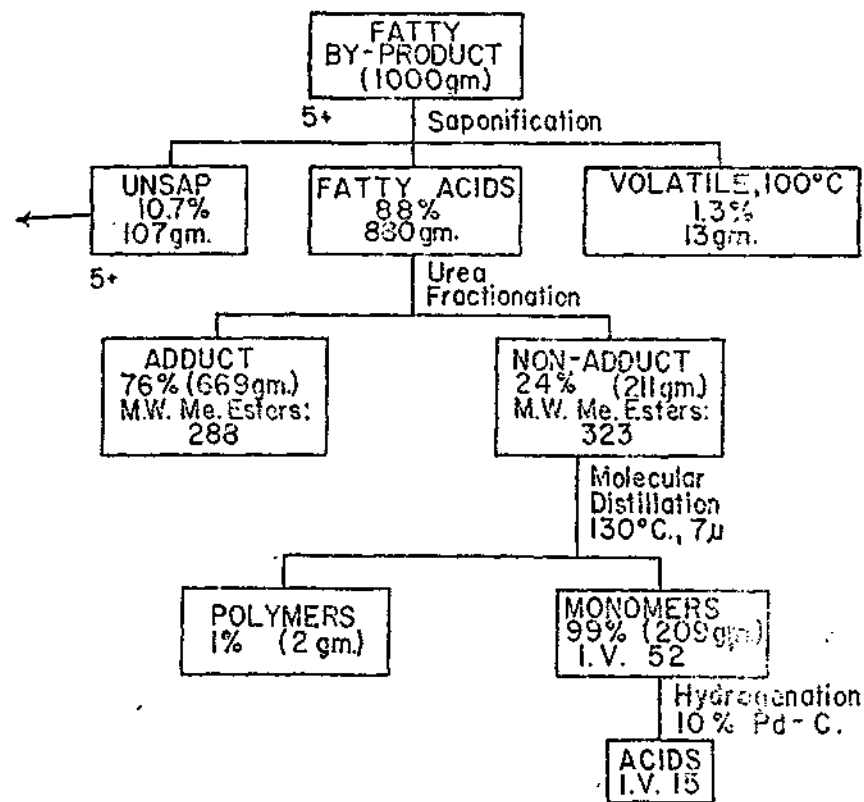 FATTY
BY-PRODUCT
(1000gm)
5+
Saponification
UNSAP
10.7%
107gm.
FATTY ACIDS
88%
880gm.
VOLATILE, 100°C
1.3%
13gm.
5+
Urea
Fractionation
ADDUCT
76% (669gm.)
M.W. Me. Esters:
288
NON-ADDUCT
24% (211gm.)
M.W. Me. Esters:
323
Molecular
Distillation
130°C., 7µ
POLYMERS
1% (2 gm.)
MONOMERS
99% (209gm.)
I.V. 52
Hydrogenation
10% Pd-C.
ACIDS
I.V. 15